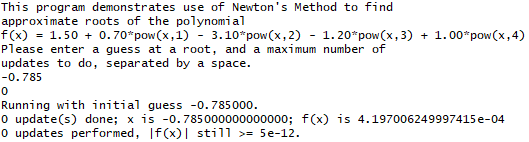 This program demonstrates use of Newton's Method to find
approximate roots of the polynomial
f(x) = 1.50 + 0.70*pow(x,1) - 3.10*pow(x,2) - 1.20*pow(x,3) + 1.00*pow(x,4)
Please enter a guess at a root, and a maximum number of
updates to do, separated by a space.
-0.785
0
Running with initial guess -0.785000.
0 update(s) done; x is -0.785000000000000; f(x) is 4.197006249997415e-04
0 updates performed, |f(x)| still >= 5e-12.